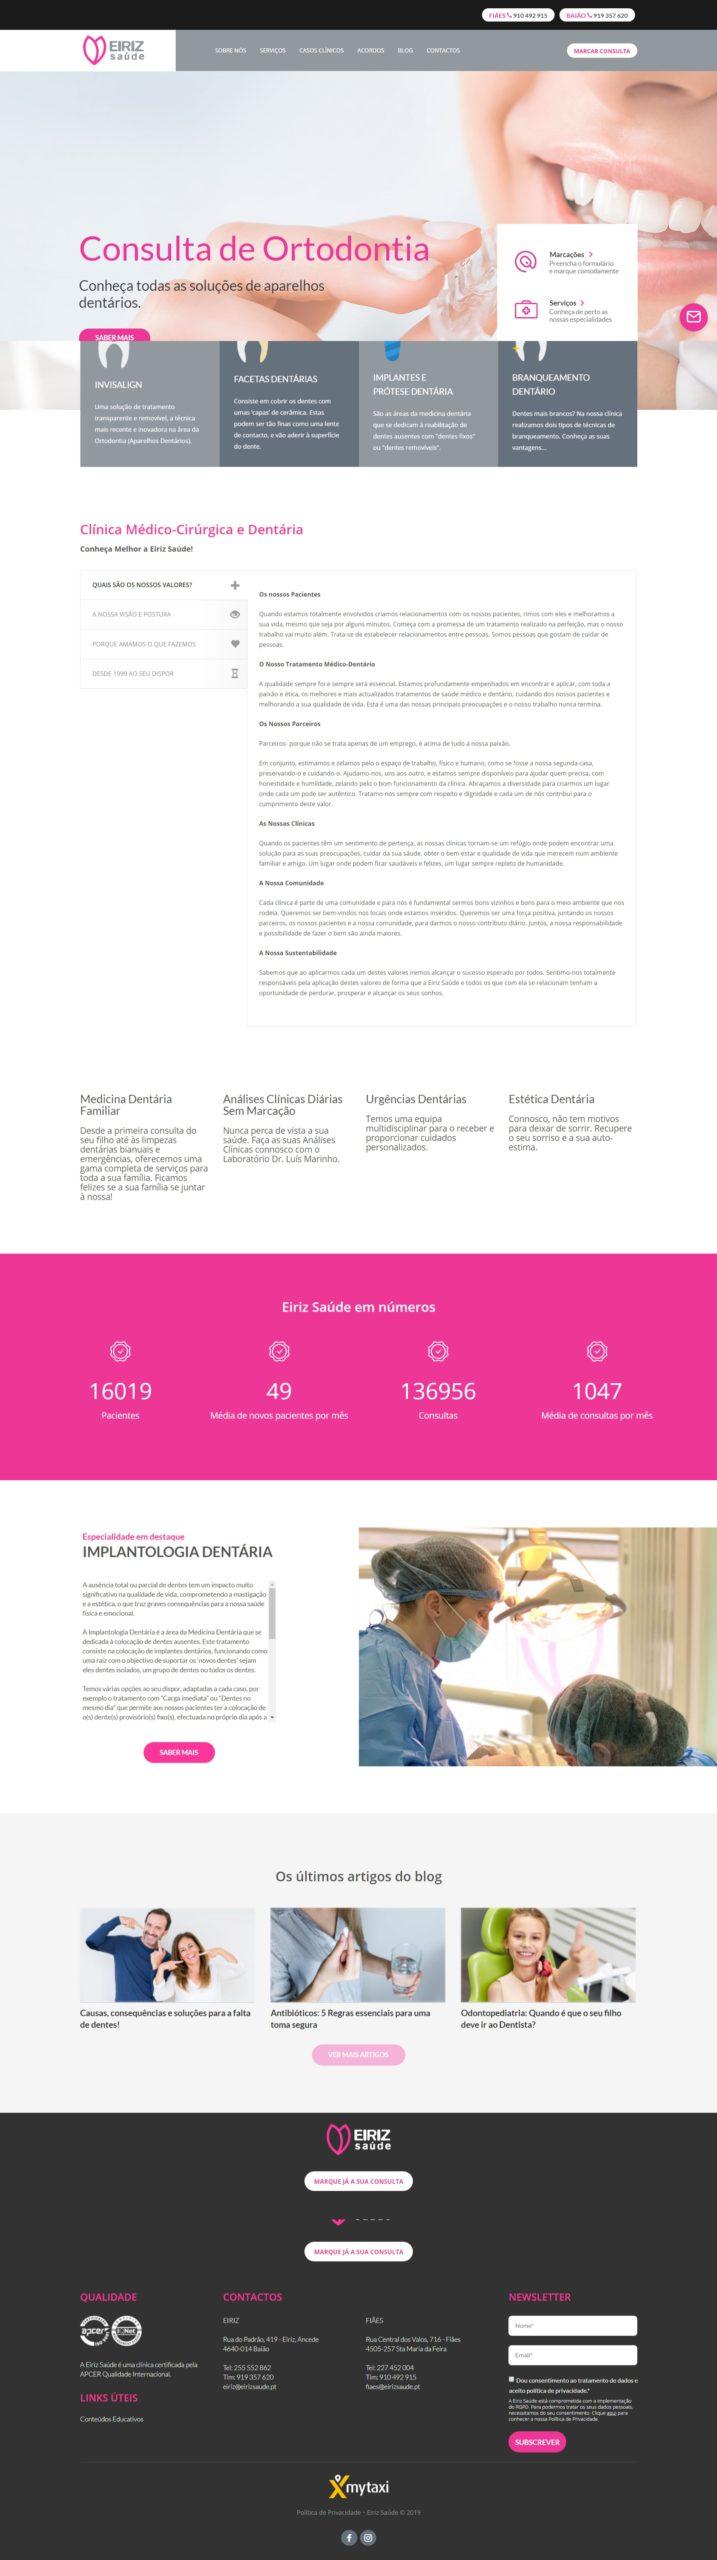 FIÃES 910 492 915 BAIÃO 919 357 620
EIRIZ
saúde
SOBRE NÓS SERVIÇOS CASOS CLÍNICOS ACORDOS BLOG CONTACTOS
MARCAR CONSULTA
Consulta de Ortodontia
Conheça todas as soluções de aparelhos
dentários.
SABER MAIS
Marcações
Preencha o formulário
e marque comodamente
Serviços
Conheça de perto as
nossas especialidades
INVISALIGN
Uma solução de tratamento
transparente e removível, a técnica
mais recente e inovadora na área da
Ortodontia (Aparelhos Dentários).
FACETAS DENTÁRIAS
Consiste em cobrir os dentes com
umas 'capas' de cerâmica. Estas
podem ser tão finas como uma lente
de contacto, e vão aderir à superfície
do dente.
IMPLANTES E
PRÓTESE DENTÁRIA
São as áreas da medicina dentária
que se dedicam à reabilitação de
dentes ausentes com "dentes fixos"
ou "dentes removíveis".
BRANQUEAMENTO
DENTÁRIO
Dentes mais brancos? Na nossa clínica
realizamos dois tipos de técnicas de
branqueamento. Conheça as suas
vantagens...
Clínica Médico-Cirúrgica e Dentária
Conheça Melhor a Eiriz Saúde!
QUAIS SÃO OS NOSSOS VALORES?
A NOSSA VISÃO E POSTURA
PORQUE AMAMOS O QUE FAZEMOS
DESDE 1999 AO SEU DISPOR
Os nossos Pacientes
Quando estamos totalmente envolvidos criamos relacionamentos com os nossos pacientes, rimos com eles e melhoramos a
sua vida, mesmo que seja por alguns minutos. Começa com a promessa de um tratamento realizado na perfeição, mas o nosso
trabalho vai muito além. Trata-se de estabelecer relacionamentos entre pessoas. Somos pessoas que gostam de cuidar de
pessoas.
O Nosso Tratamento Médico-Dentário
A qualidade sempre foi e sempre será essencial. Estamos profundamente empenhados em encontrar e aplicar, com toda a
paixão e ética, os melhores e mais actualizados tratamentos de saúde médico e dentário, cuidando dos nossos pacientes e
melhorando a sua qualidade de vida. Esta é uma das nossas principais preocupações e o nosso trabalho nunca termina.
Os Nossos Parceiros
Parceiros- porque não se trata apenas de um emprego, é acima de tudo a nossa paixão.
Em conjunto, estimamos e zelamos pelo o espaço de trabalho, físico e humano, como se fosse a nossa segunda casa,
preservando-o e cuidando-o. Ajudamo-nos, uns aos outro, e estamos sempre disponíveis para ajudar quem precisa, com
honestidade e humildade, zelando pelo o bom funcionamento da clínica. Abraçamos a diversidade para criarmos um lugar
onde cada um pode ser autêntico. Tratamo-nos sempre com respeito e dignidade e cada um de nós contribui para o
cumprimento deste valor.
As Nossas Clínicas
Quando os pacientes têm um sentimento de pertença, as nossas clínicas tornam-se um refúgio onde podem encontrar uma
solução para as suas preocupações, cuidar da sua sáude, obter o bem estar e qualidade de vida que merecem num ambiente
familiar e amigo. Um lugar onde podem ficar saudáveis e felizes, um lugar sempre repleto de humanidade.
A Nossa Comunidade
Cada clínica é parte de uma comunidade e para nós é fundamental sermos bons vizinhos e bons para o meio ambiente que nos
rodeia. Queremos ser bem-vindos nos locais onde estamos inseridos. Queremos ser uma força positiva, juntando os nossos
parceiros, os nossos pacientes e a nossa comunidade, para darmos o nosso contributo diário. Juntos, a nossa responsabilidade
e possibilidade de fazer o bem são ainda maiores.
A Nossa Sustentabilidade
Sabemos que ao aplicarmos cada um destes valores iremos alcançar o sucesso esperado por todos. Sentimo-nos totalmente
responsáveis pela aplicação destes valores de forma que a Eiriz Saúde e todos os que com ela se relacionam tenham a
oportunidade de perdurar, prosperar e alcançar os seus sonhos.
Medicina Dentária
Familiar
Desde a primeira consulta do
seu filho até às limpezas
dentárias bianuais e
emergências, oferecemos uma
gama completa de serviços para
toda a sua família. Ficamos
felizes se a sua família se juntar
à nossa!
Análises Clínicas Diárias
Sem Marcação
Nunca perca de vista a sua
saúde. Faça as suas Análises
Clínicas connosco com o
Laboratório Dr. Luís Marinho.
Urgências Dentárias
Temos uma equipa
multidisciplinar para o receber e
proporcionar cuidados
personalizados.
Estética Dentária
Connosco, não tem motivos
para deixar de sorrir. Recupere
o seu sorriso e a sua auto-
estima.
Eiriz Saúde em números
16019
Pacientes
49
Média de novos pacientes por mês
136956
Consultas
1047
Média de consultas por mês
Especialidade em destaque
IMPLANTOLOGIA DENTÁRIA
A ausência total ou parcial de dentes tem um impacto muito
significativo na qualidade de vida, comprometendo a mastigação
e a estética, o que traz graves consequências para a nossa saúde
física e emocional.
A Implantologia Dentária é a área da Medicina Dentária que se
dedicada à colocação de dentes ausentes. Este tratamento
consiste na colocação de implantes dentários, funcionando como
uma raiz com o objectivo de suportar os 'novos dentes' sejam
eles dentes isolados, um grupo de dentes ou todos os dentes.
Temos várias opções ao seu dispor, adaptadas a cada caso, por
exemplo o tratamento com "Carga imediata" ou "Dentes no
mesmo dia" que permite aos nossos pacientes ter a colocação de
o(s) dente(s) provisório(s) fixo(s), efectuada no próprio dia após a
SABER MAIS
Os últimos artigos do blog
Causas, consequências e soluções para a falta
de dentes!
Antibióticos: 5 Regras essenciais para uma
toma segura
Odontopediatria: Quando é que o seu filho
deve ir ao Dentista?
VER MAIS ARTIGOS
EIRIZ
saúde
MARQUE JÁ A SUA CONSULTA
MARQUE JÁ A SUA CONSULTA
QUALIDADE
apcer IQNet
A Eiriz Saúde é uma clínica certificada pela
APCER Qualidade Internacional.
LINKS ÚTEIS
Conteúdos Educativos
CONTACTOS
EIRIZ
Rua do Padrão, 419 - Eiriz, Ancede
4640-014 Baião
Tel: 255 552 862
Tlm: 919 357 620
eiriz@eirizsaude.pt
FIÃES
Rua Central dos Valos, 716 - Fiães
4505-257 Sta Maria da Feira
Tel: 227 452 004
Tlm: 910 492 915
fiaes@eirizsaude.pt
NEWSLETTER
Nome*
Email*
Dou consentimento ao tratamento de dados e
aceito política de privacidade.*
A Eiriz Saúde está comprometida com a implementação
do RGPD. Para podermos tratar os seus dados pessoais,
necessitamos do seu consentimento. Clique aqui para
conhecer a nossa Política de Privacidade.
SUBSCREVER
mytaxi
Política de Privacidade - Eiriz Saúde © 2019